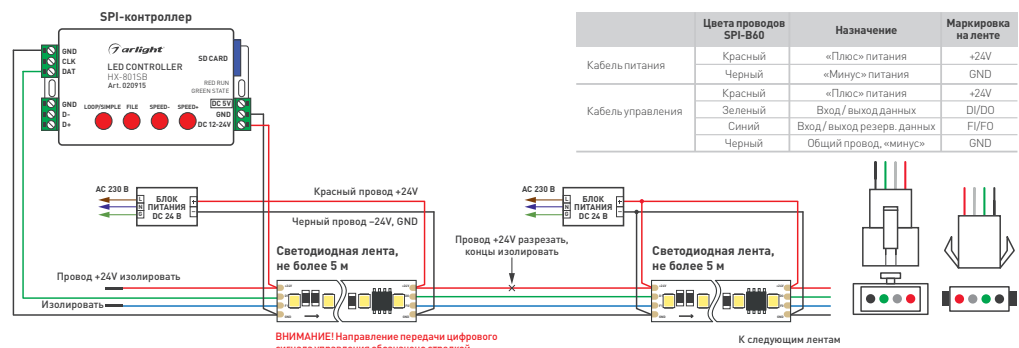 SPI-контроллер
GND
CLK
DAT
arlight
LED CONTROLLER
HX-801SB
Art. 020915
SD CARD
RED RUN
GREEN STATE
GND
D-
D+
LOOP/SIMPLE FILE SPEED- SPEED+
DC 5V
GND
DC 12-24V
Цвета проводов SPI-B60
Назначение
Маркировка на ленте
Кабель питания
Красный «Плюс» питания +24V
Черный «Минус» питания GND
Кабель управления
Красный «Плюс» питания +24V
Зеленый Вход / выход данных DI/DO
Синий Вход / выход резерв. данных FI/FO
Черный Общий провод, «минус» GND
AC 230 В
L
N
G
БЛОК
ПИТАНИЯ
DC 24 В
+
–
Красный провод +24V
Черный провод –24V, GND
AC 230 В
L
N
G
БЛОК
ПИТАНИЯ
DC 24 В
+
–
Светодиодная лента,
не более 5 м
Провод +24V разрезать,
концы изолировать
Светодиодная лента,
не более 5 м
Провод +24V изолировать
Изолировать
ВНИМАНИЕ! Направление передачи цифрового
К следующим лентам